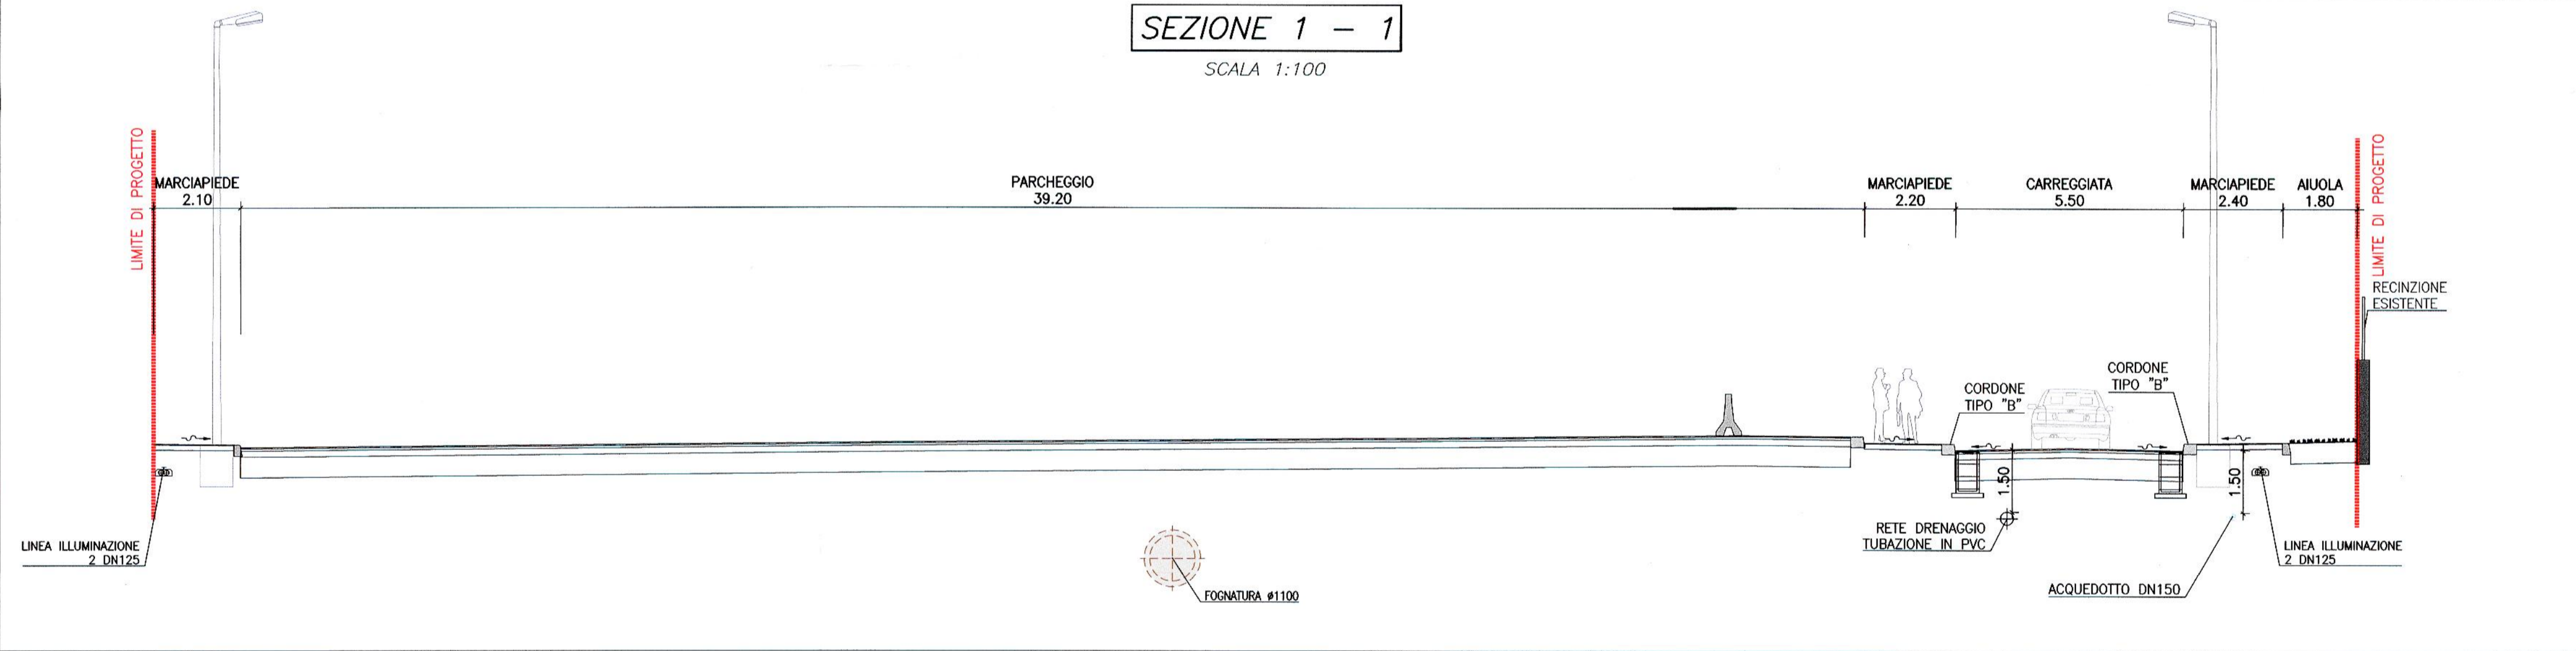 SEZIONE 1 – 1
SCALA 1:100
LIMITE DI PROGETTO
MARCIAPIEDE
2.10
PARCHEGGIO
39.20
MARCIAPIEDE
2.20
CARREGGIATA
5.50
MARCIAPIEDE
2.40
AIUOLA
1.80
LIMITE DI PROGETTO
RECINZIONE
ESISTENTE
CORDONE
TIPO "B"
CORDONE
TIPO "B"
1.50
1.50
LINEA ILLUMINAZIONE
2 DN125
FOGNATURA ø1100
RETE DRENAGGIO
TUBAZIONE IN PVC
ACQUEDOTTO DN150
LINEA ILLUMINAZIONE
2 DN125